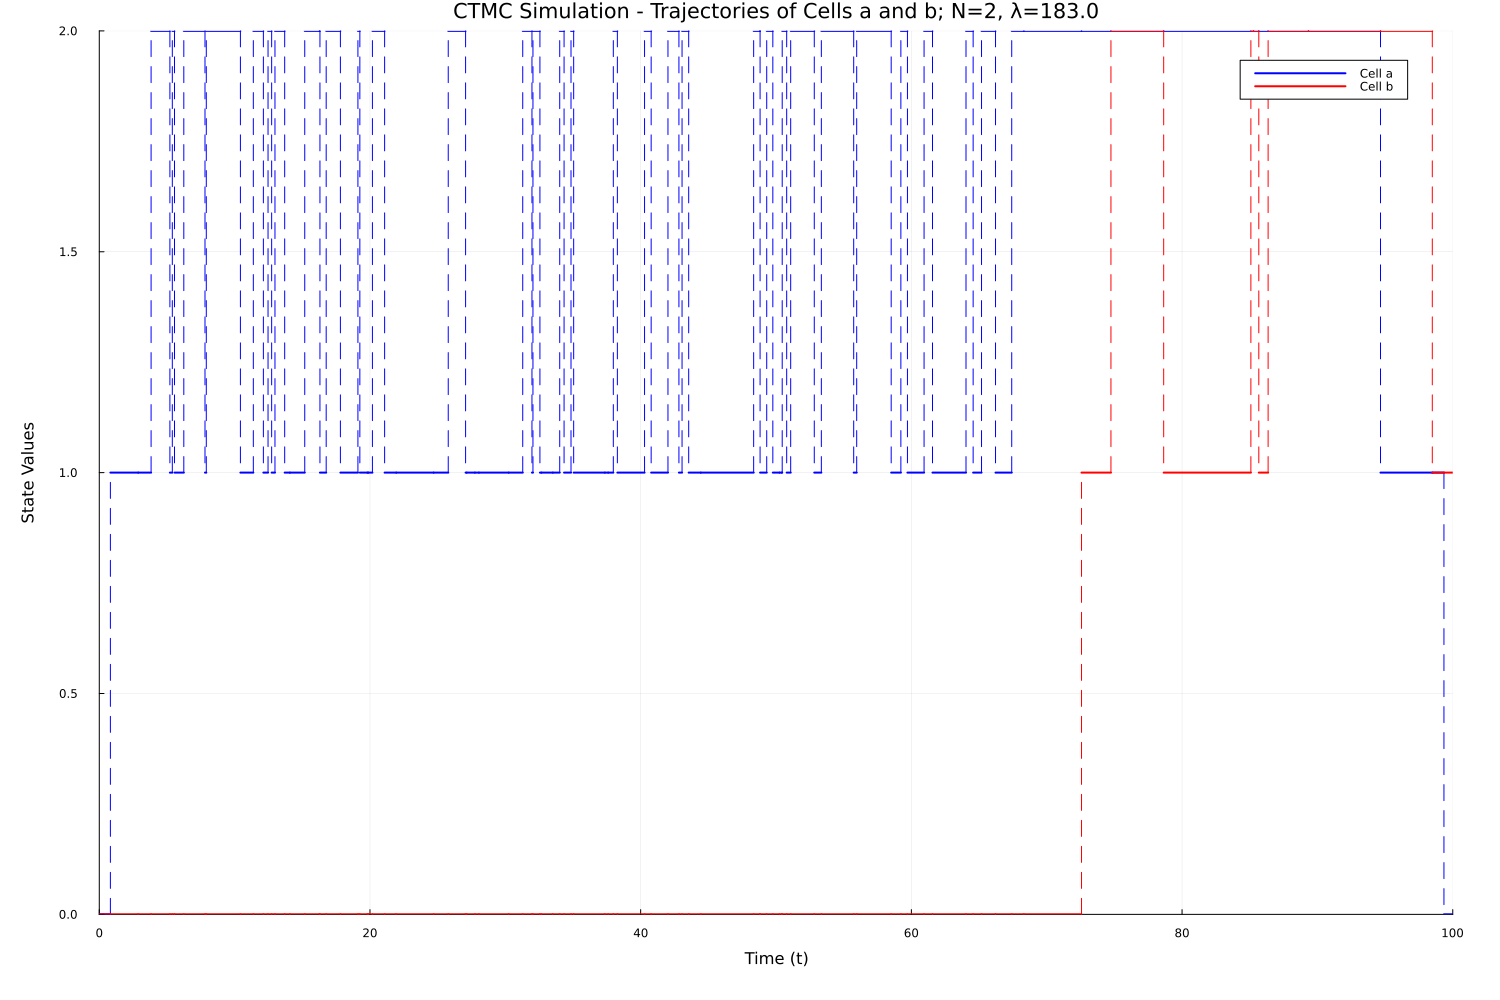 CTMC Simulation - Trajectories of Cells a and b; N=2, λ=183.0
2.0
Cell a
Cell b
1.5
State Values
1.0
0.5
0.0
0 20 40 60 80 100
Time (t)